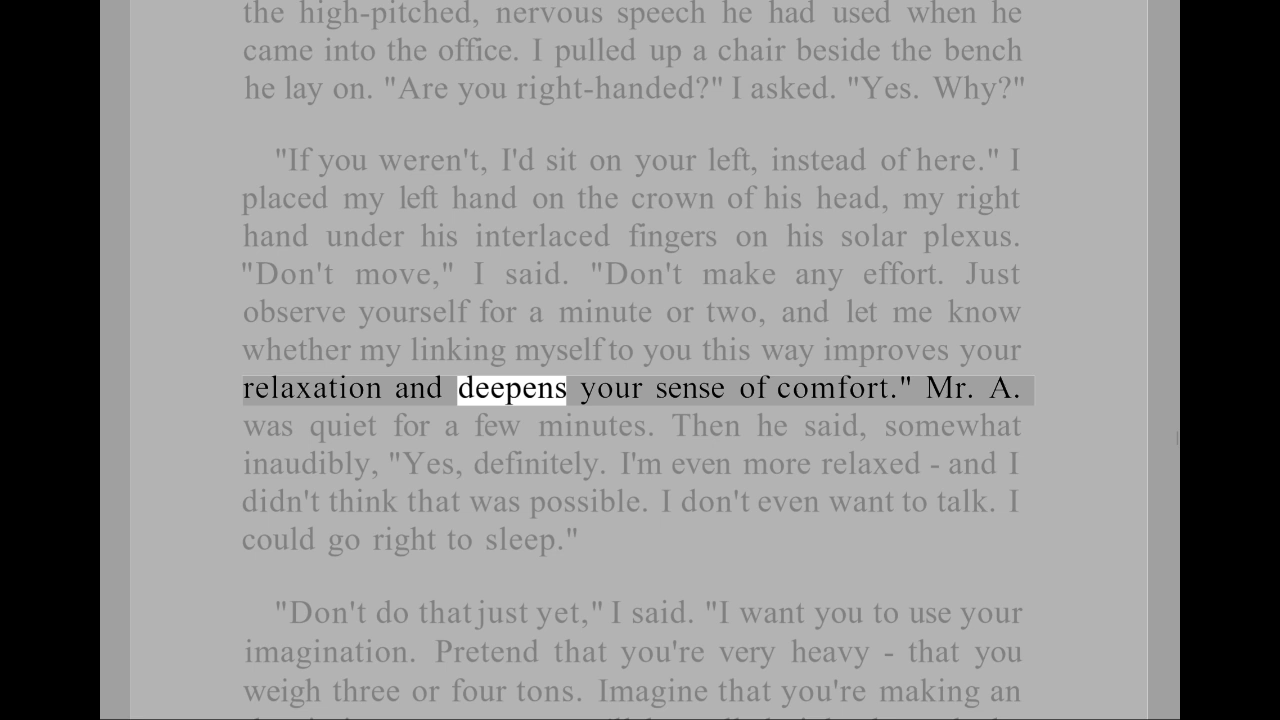 the high-pitched, nervous speech he had used when he
came into the office. I pulled up a chair beside the bench
he lay on. "Are you right-handed?" I asked. "Yes. Why?"
"If you weren't, I'd sit on your left, instead of here." I
placed my left hand on the crown of his head, my right
hand under his interlaced fingers on his solar plexus.
"Don't move," I said. "Don't make any effort. Just
observe yourself for a minute or two, and let me know
whether my linking myself to you this way improves your
relaxation and deepens your sense of comfort." Mr. A.
was quiet for a few minutes. Then he said, somewhat
inaudibly, "Yes, definitely. I'm even more relaxed - and I
didn't think that was possible. I don't even want to talk. I
could go right to sleep."
"Don't do that just yet," I said. "I want you to use your
imagination. Pretend that you're very heavy - that you
weigh three or four tons. Imagine that you're making an